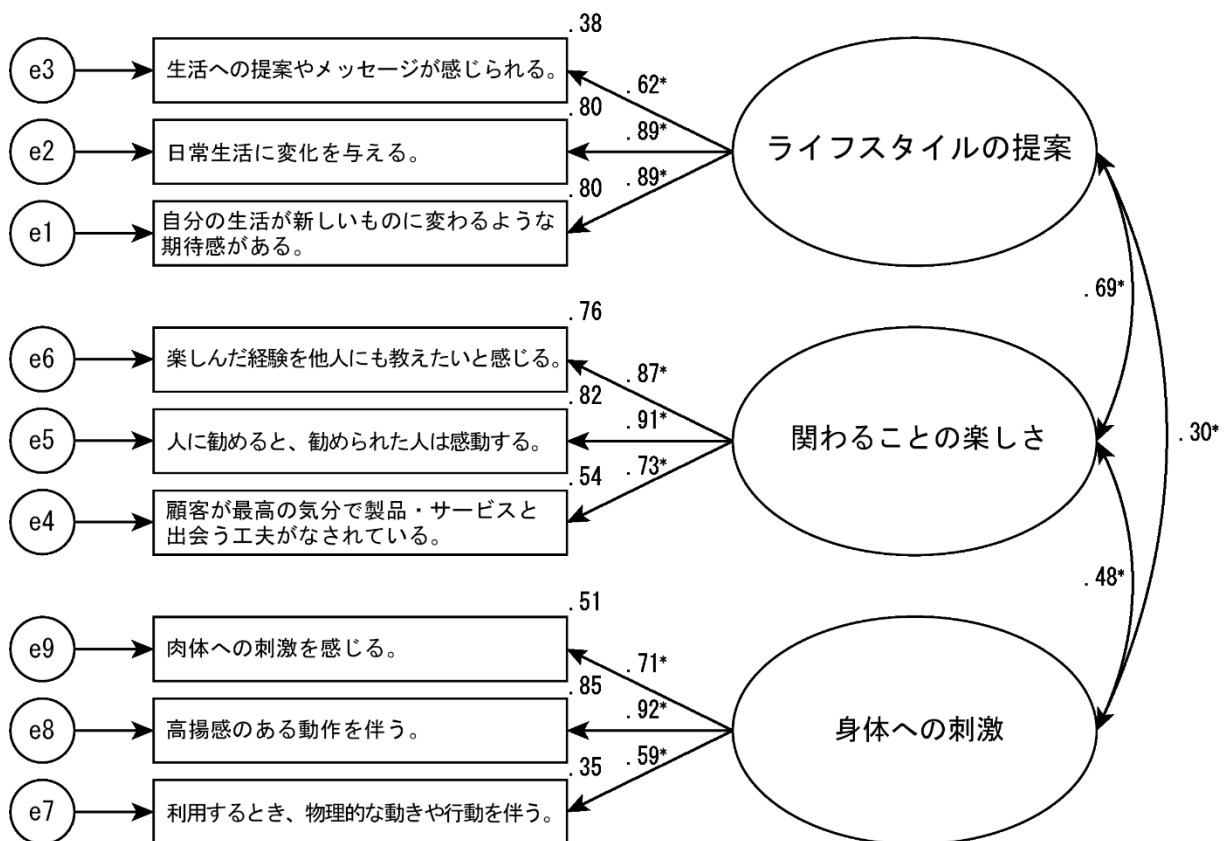 .38
e3
生活への提案やメッセージが感じられる。
.62*
.80
e2
日常生活に変化を与える。
.89*
ライフスタイルの提案
.80
.89*
e1
自分の生活が新しいものに変わるような
期待感がある。
.69*
.76
e6
楽しんだ経験を他人にも教えたいと感じる。
.87*
.82
e5
人に勧めると、勧められた人は感動する。
.91*
関わることの楽しさ
.30*
.54
.73*
e4
顧客が最高の気分で製品・サービスと
出会う工夫がなされている。
.48*
.51
e9
肉体への刺激を感じる。
.71*
.85
e8
高揚感のある動作を伴う。
.92*
身体への刺激
.35
.59*
e7
利用するとき、物理的な動きや行動を伴う。